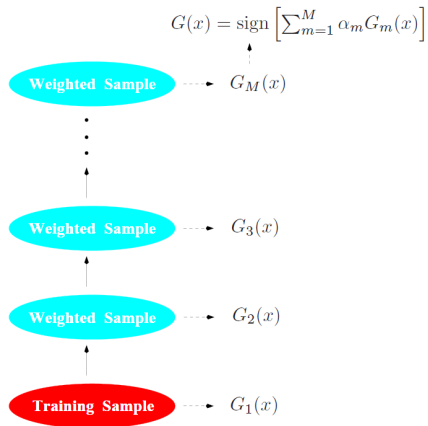 G(x) = sign [∑_{m=1}^{M} α_m G_m(x)]
Weighted Sample G_M(x)
Weighted Sample G_3(x)
Weighted Sample G_2(x)
Training Sample G_1(x)